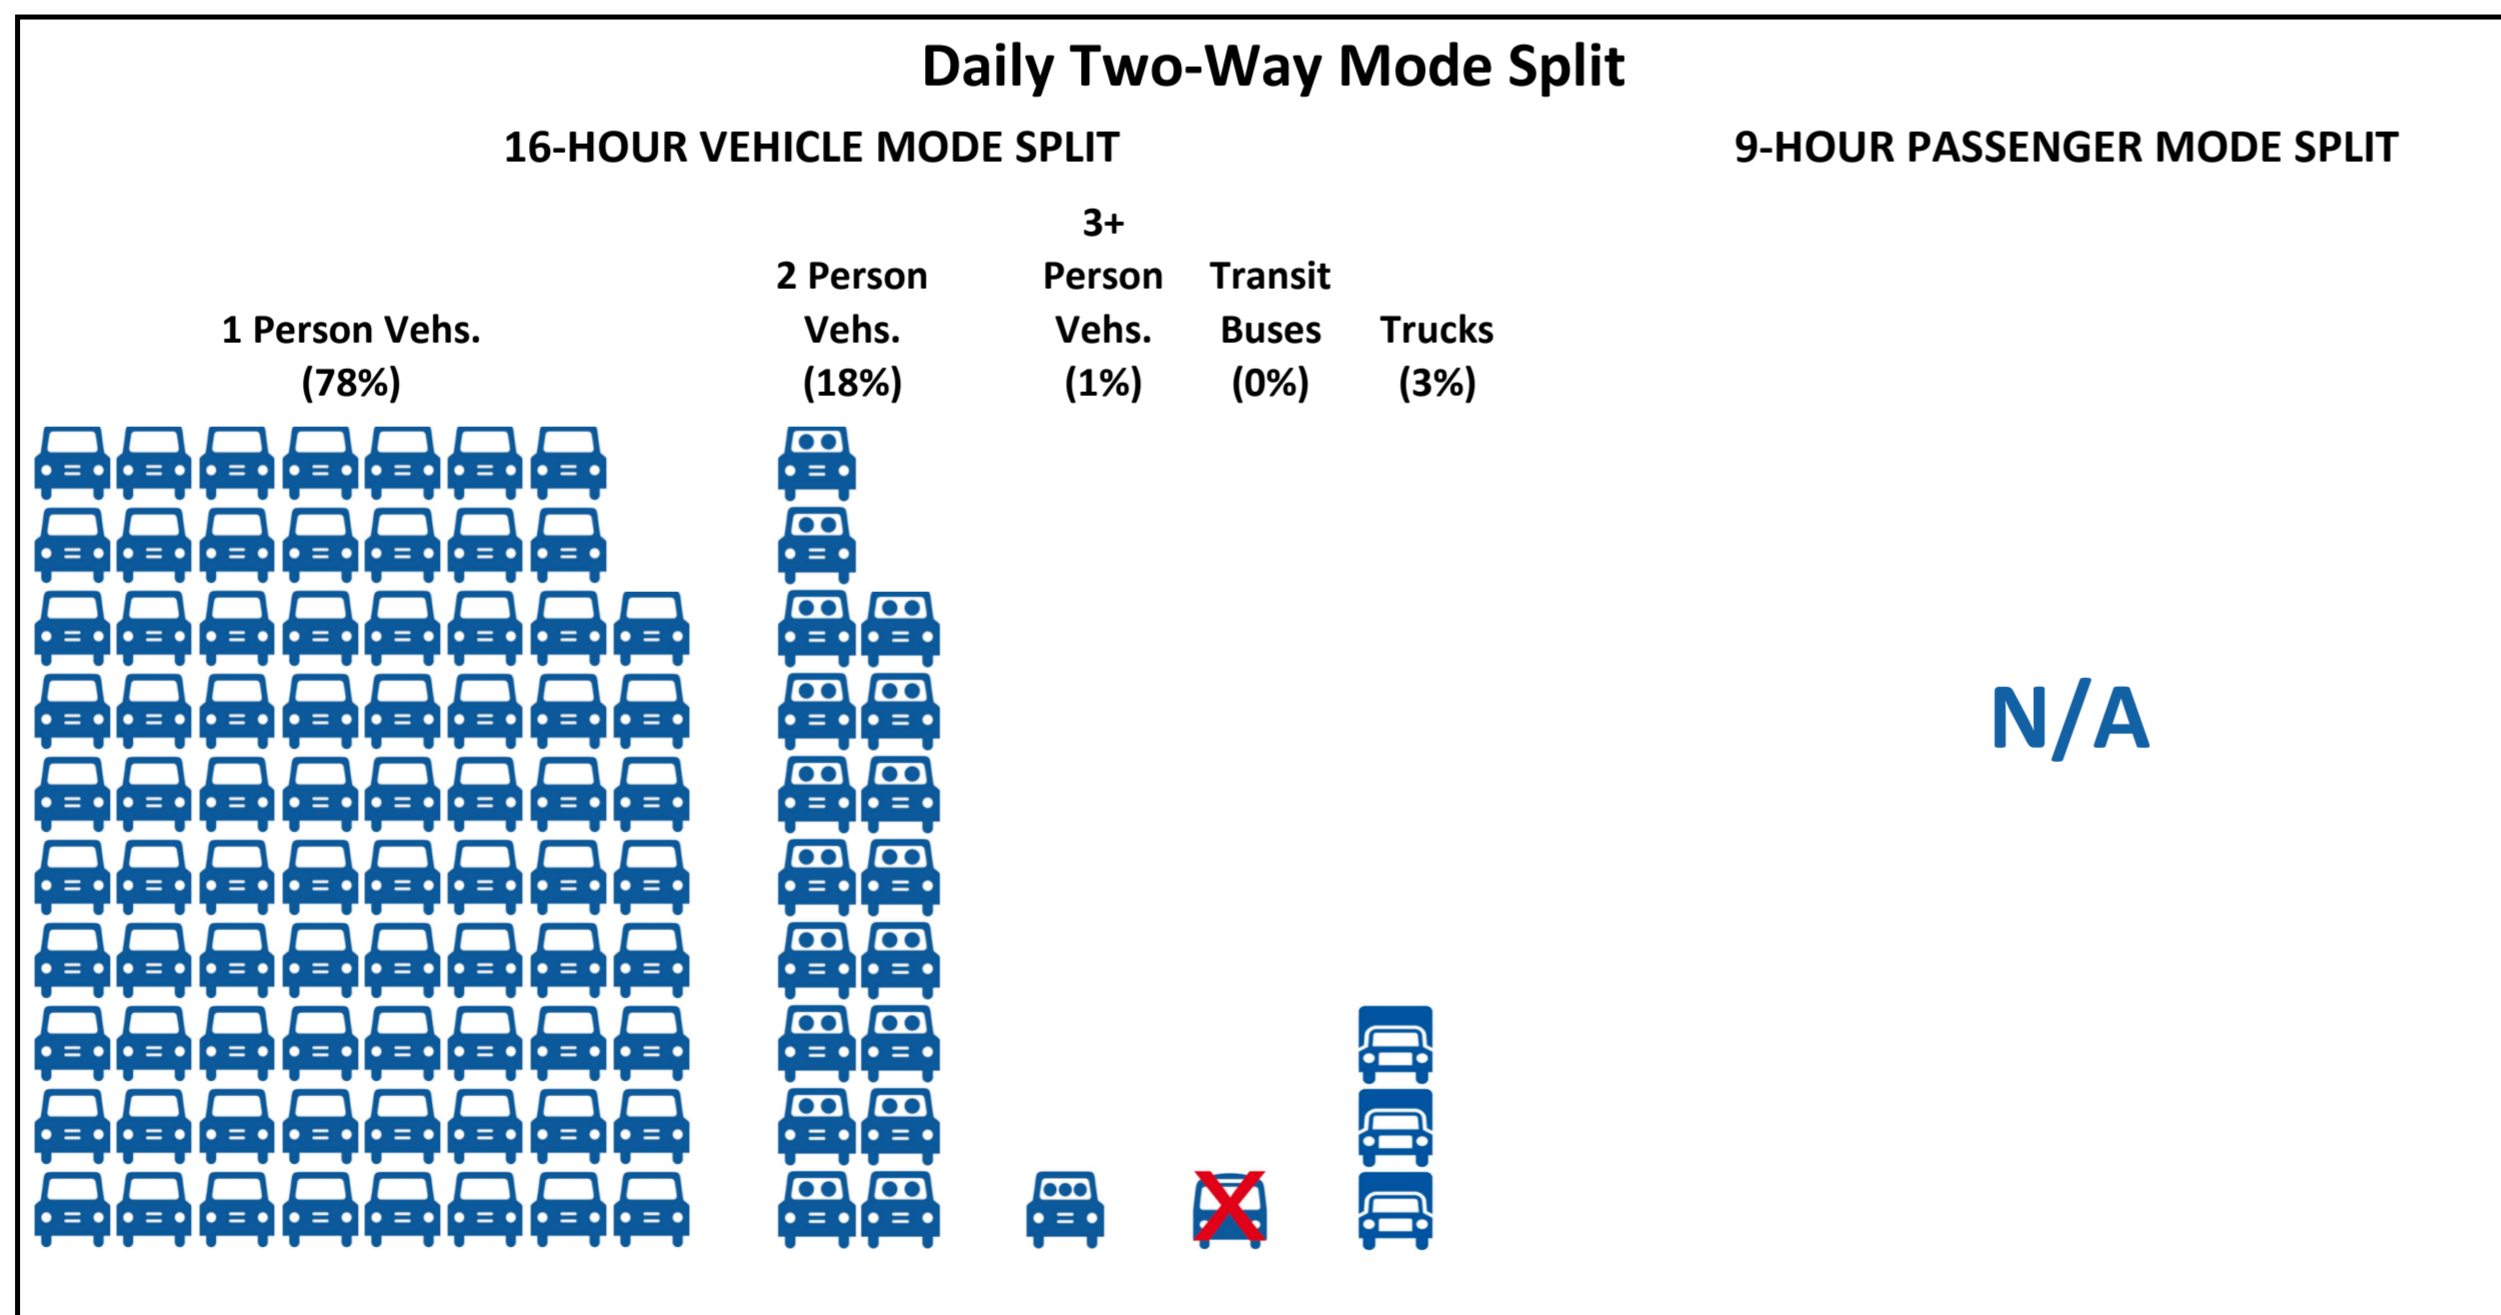 Daily Two-Way Mode Split
16-HOUR VEHICLE MODE SPLIT
9-HOUR PASSENGER MODE SPLIT
1 Person Vehs.
(78%)
2 Person
Vehs.
(18%)
3+
Person
Vehs.
(1%)
Transit
Buses
(0%)
Trucks
(3%)
N/A